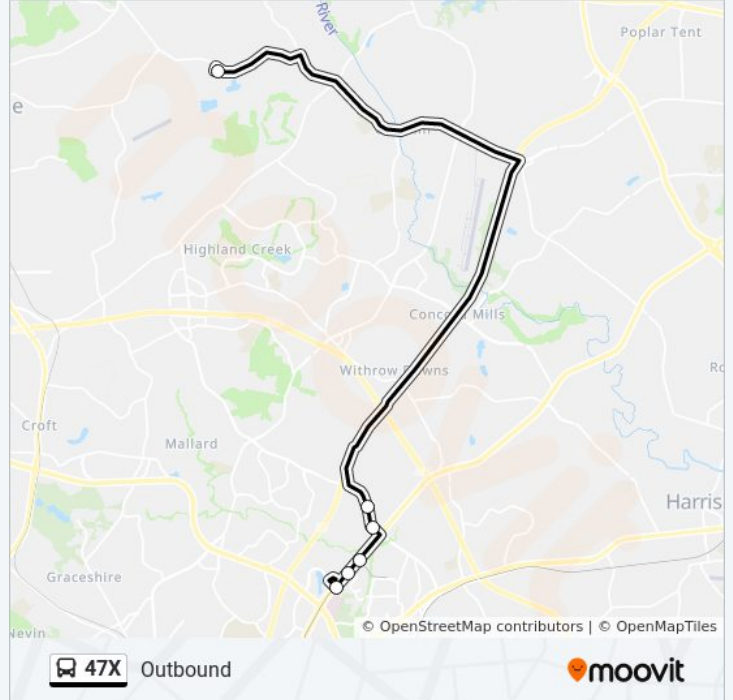 River
Poplar Tent
e
Highland Creek
Concord Mills
Withrow Downs
Ro
Croft
Mallard
Harris
Graceshire
Nevin
© OpenStreetMap contributors | © OpenMapTiles
47X Outbound
moovit